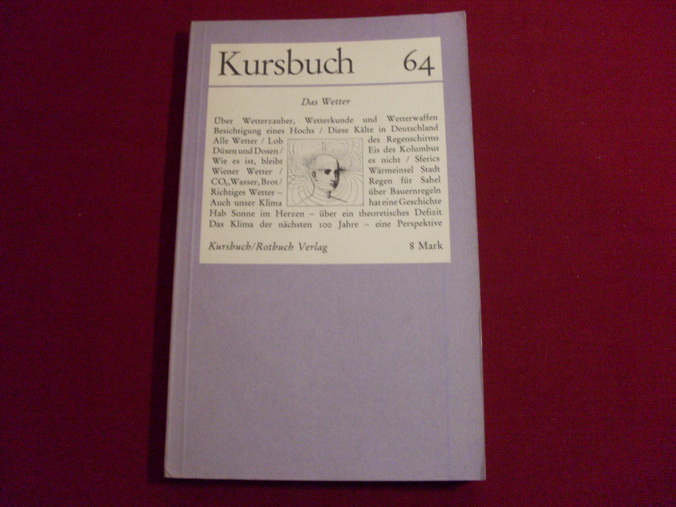 Kursbuch 64
Das Wetter
Über Wetterzauber, Wetterkunde und Wetterwaffen
Besichtigung eines Hochs / Diese Kälte in Deutschland
Alle Wetter / Lob des Regenschirms
Düsen und Dosen / Eis des Kolumbus
Wie es ist, bleibt es nicht / Sferics
Wiener Wetter / Wärmeinsel Stadt
CO₂, Wasser, Brot / Regen für Sahel
Richtiges Wetter – über Bauernregeln
Auch unser Klima hat eine Geschichte
Hab Sonne im Herzen – über ein theoretisches Defizit
Das Klima der nächsten 100 Jahre – eine Perspektive
Kursbuch/Rotbuch Verlag 8 Mark